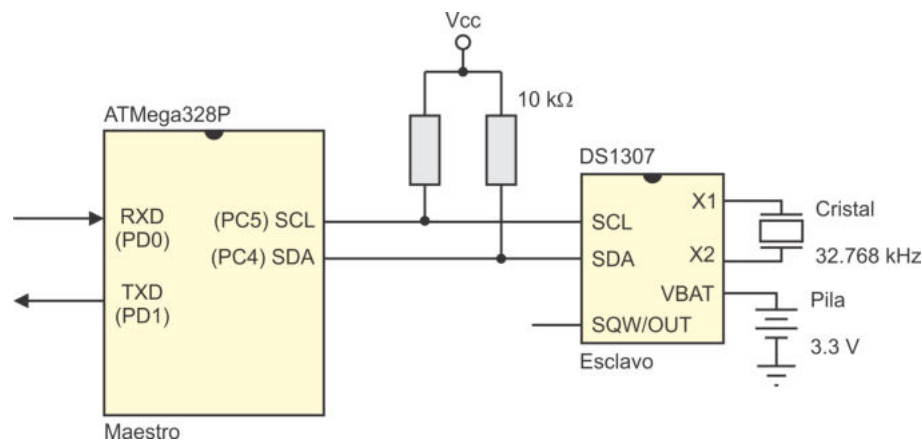 Vcc
10 kΩ
ATMega328P
DS1307
RXD
(PD0)
(PC5) SCL
(PC4) SDA
TXD
(PD1)
Maestro
SCL
SDA
X1
X2
VBAT
SQW/OUT
Esclavo
Cristal
32.768 kHz
Pila
3.3 V